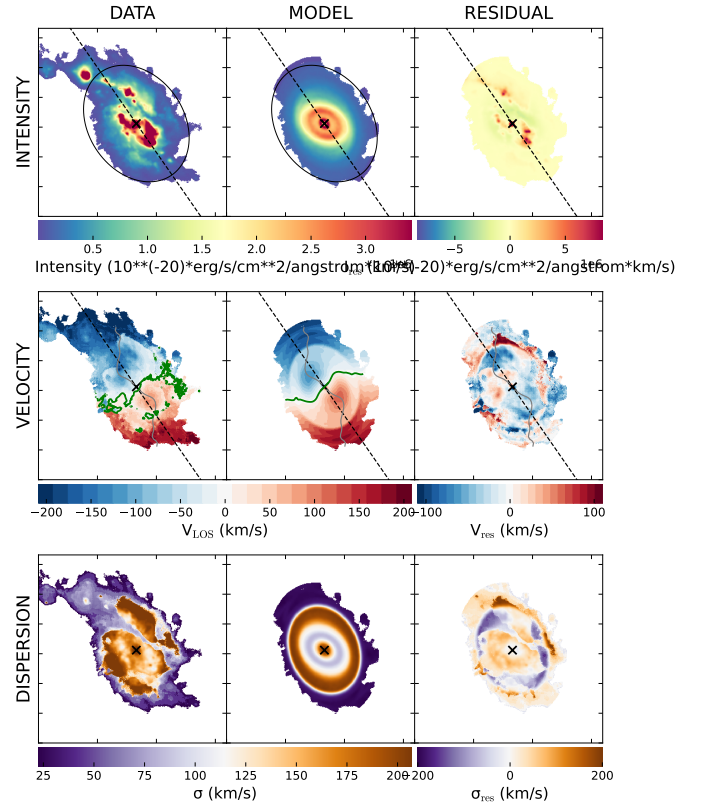 DATA MODEL RESIDUAL
INTENSITY
0.5 1.0 1.5 2.0 2.5 3.0 −5 0 5
1e6 1e6
Intensity (10**(-20)*erg/s/cm**2/angstrom*km/s)
VELOCITY
−200 −150 −100 −50 0 50 100 150 200 −100 0 100
V_LOS (km/s) V_res (km/s)
DISPERSION
25 50 75 100 125 150 175 200 −200 0 200
σ (km/s) σ_res (km/s)